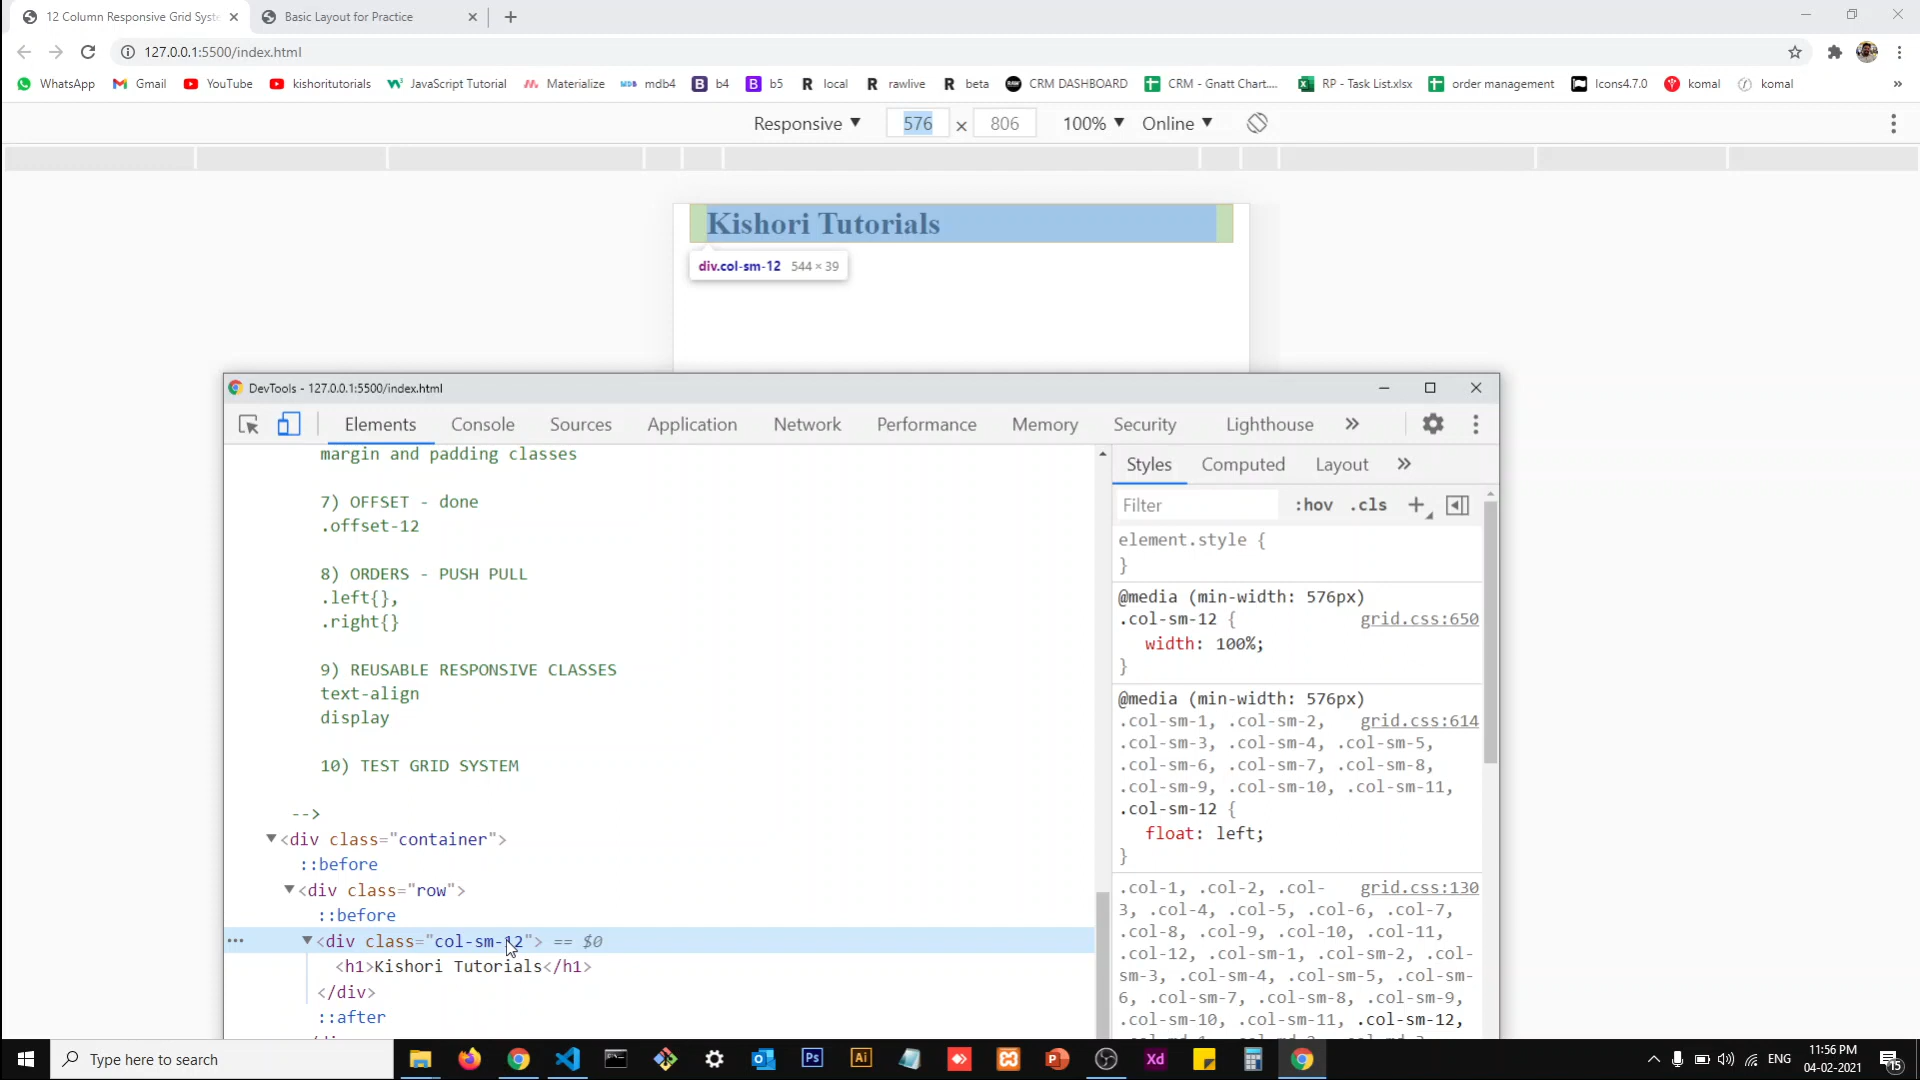 12 Column Responsive Grid Syste
Basic Layout for Practice
127.0.0.1:5500/index.html
WhatsApp
Gmail
YouTube
kishoritutorials
JavaScript Tutorial
Materialize
mdb4
b4
b5
local
rawlive
beta
CRM DASHBOARD
CRM - Gnatt Chart....
RP - Task List.xlsx
order management
Icons4.7.0
komal
komal
Responsive 576 × 806 100% Online
Kishori Tutorials
div.col-sm-12 544 × 39
DevTools - 127.0.0.1:5500/index.html
Elements Console Sources Application Network Performance Memory Security Lighthouse
margin and padding classes
7) OFFSET - done
.offset-12
8) ORDERS - PUSH PULL
.left{},
.right{}
9) REUSABLE RESPONSIVE CLASSES
text-align
display
10) TEST GRID SYSTEM
-->
<div class="container">
::before
<div class="row">
::before
<div class="col-sm-12"> == $0
<h1>Kishori Tutorials</h1>
</div>
::after
Styles Computed Layout
Filter :hov .cls
element.style {
}
@media (min-width: 576px)
.col-sm-12 { grid.css:650
width: 100%;
}
@media (min-width: 576px)
.col-sm-1, .col-sm-2, grid.css:614
.col-sm-3, .col-sm-4, .col-sm-5,
.col-sm-6, .col-sm-7, .col-sm-8,
.col-sm-9, .col-sm-10, .col-sm-11,
.col-sm-12 {
float: left;
}
.col-1, .col-2, .col- grid.css:130
3, .col-4, .col-5, .col-6, .col-7,
.col-8, .col-9, .col-10, .col-11,
.col-12, .col-sm-1, .col-sm-2, .col-
sm-3, .col-sm-4, .col-sm-5, .col-sm-
6, .col-sm-7, .col-sm-8, .col-sm-9,
.col-sm-10, .col-sm-11, .col-sm-12,
Type here to search
ENG
11:56 PM
04-02-2021
15